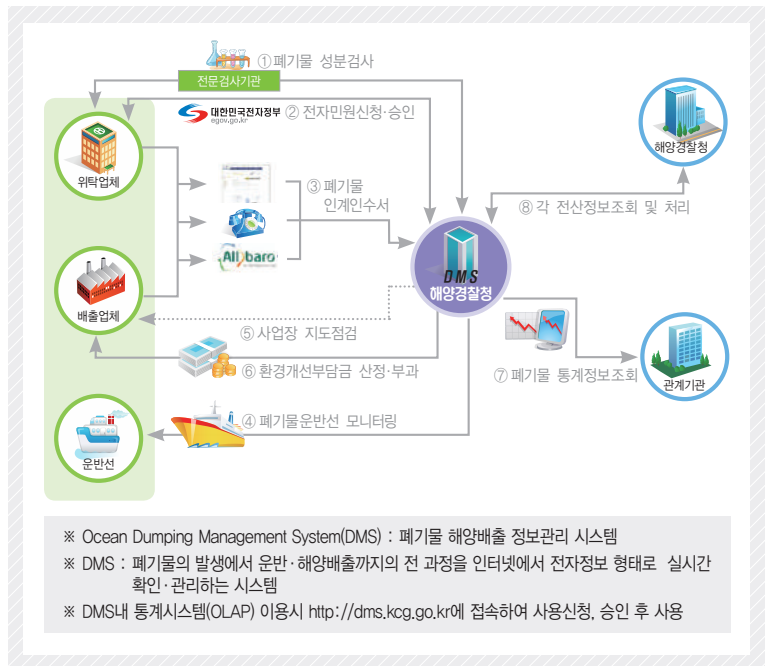 ①폐기물 성분검사
전문검사기관
대한민국전자정부
egov.go.kr
② 전자민원신청·승인
위탁업체
③ 폐기물
인계인수서
Allbaro
해양경찰청
⑧ 각 전산정보조회 및 처리
DMS
해양경찰청
배출업체
⑤ 사업장 지도점검
⑥ 환경개선부담금 산정·부과
⑦ 폐기물 통계정보조회
관계기관
④ 폐기물운반선 모니터링
운반선
※ Ocean Dumping Management System(DMS) : 폐기물 해양배출 정보관리 시스템
※ DMS : 폐기물의 발생에서 운반·해양배출까지의 전 과정을 인터넷에서 전자정보 형태로 실시간
확인·관리하는 시스템
※ DMS내 통계시스템(OLAP) 이용시 http://dms.kcg.go.kr에 접속하여 사용신청, 승인 후 사용